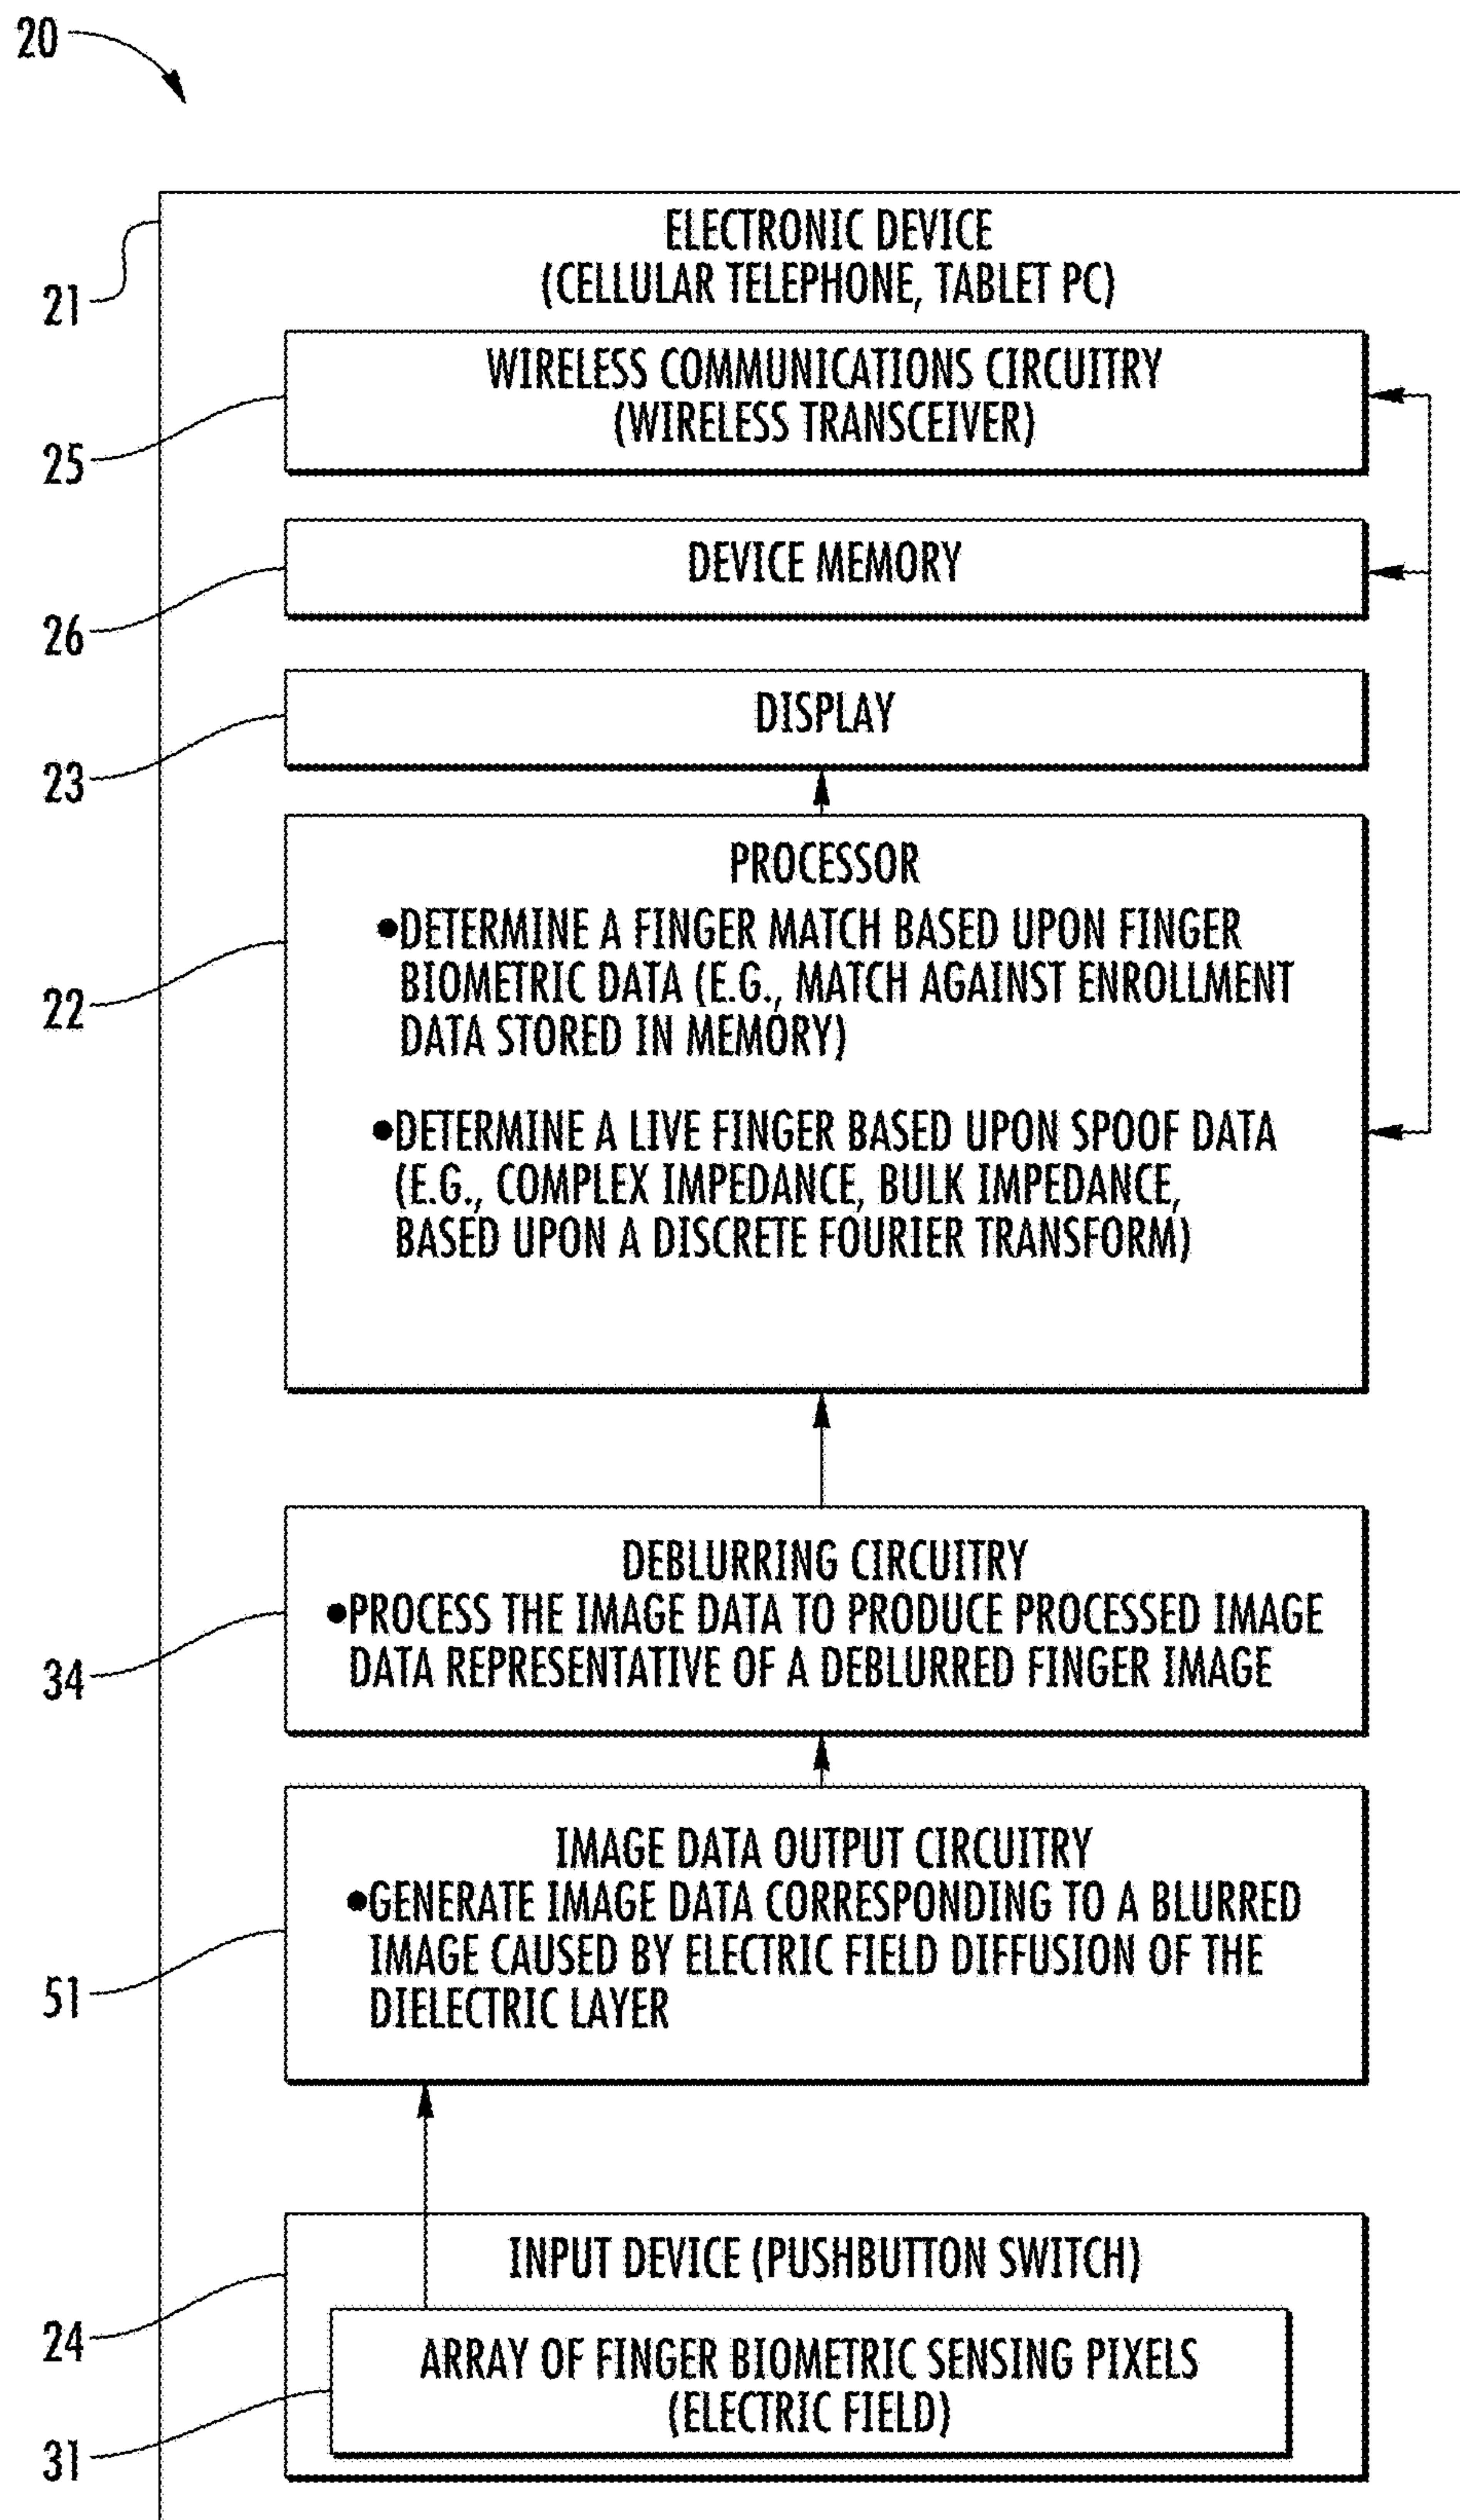 20
21
ELECTRONIC DEVICE
(CELLULAR TELEPHONE, TABLET PC)
25
WIRELESS COMMUNICATIONS CIRCUITRY
(WIRELESS TRANSCEIVER)
26
DEVICE MEMORY
23
DISPLAY
22
PROCESSOR
•DETERMINE A FINGER MATCH BASED UPON FINGER
BIOMETRIC DATA (E.G., MATCH AGAINST ENROLLMENT
DATA STORED IN MEMORY)
•DETERMINE A LIVE FINGER BASED UPON SPOOF DATA
(E.G., COMPLEX IMPEDANCE, BULK IMPEDANCE,
BASED UPON A DISCRETE FOURIER TRANSFORM)
34
DEBLURRING CIRCUITRY
•PROCESS THE IMAGE DATA TO PRODUCE PROCESSED IMAGE
DATA REPRESENTATIVE OF A DEBLURRED FINGER IMAGE
51
IMAGE DATA OUTPUT CIRCUITRY
•GENERATE IMAGE DATA CORRESPONDING TO A BLURRED
IMAGE CAUSED BY ELECTRIC FIELD DIFFUSION OF THE
DIELECTRIC LAYER
24
INPUT DEVICE (PUSHBUTTON SWITCH)
31
ARRAY OF FINGER BIOMETRIC SENSING PIXELS
(ELECTRIC FIELD)